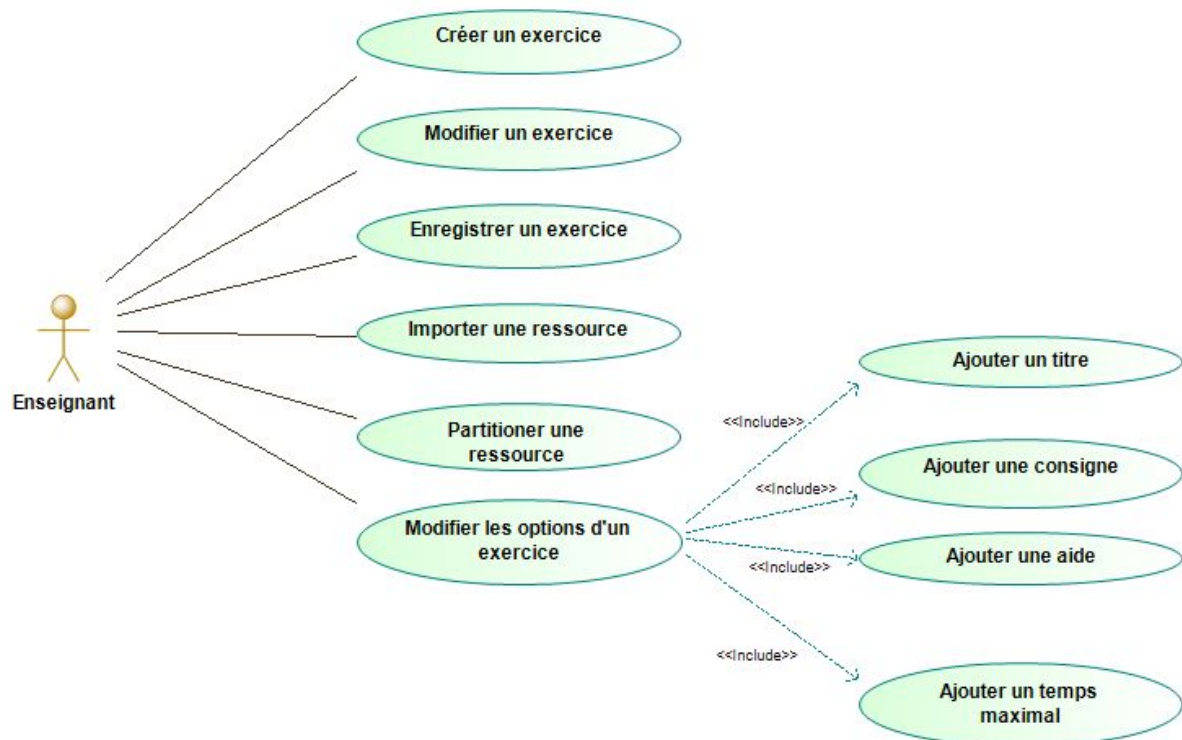 Créer un exercice
Modifier un exercice
Enregistrer un exercice
Importer une ressource
Enseignant
Partitioner une
ressource
Modifier les options d'un
exercice
<<Include>>
<<Include>>
<<Include>>
<<Include>>
Ajouter un titre
Ajouter une consigne
Ajouter une aide
Ajouter un temps
maximal